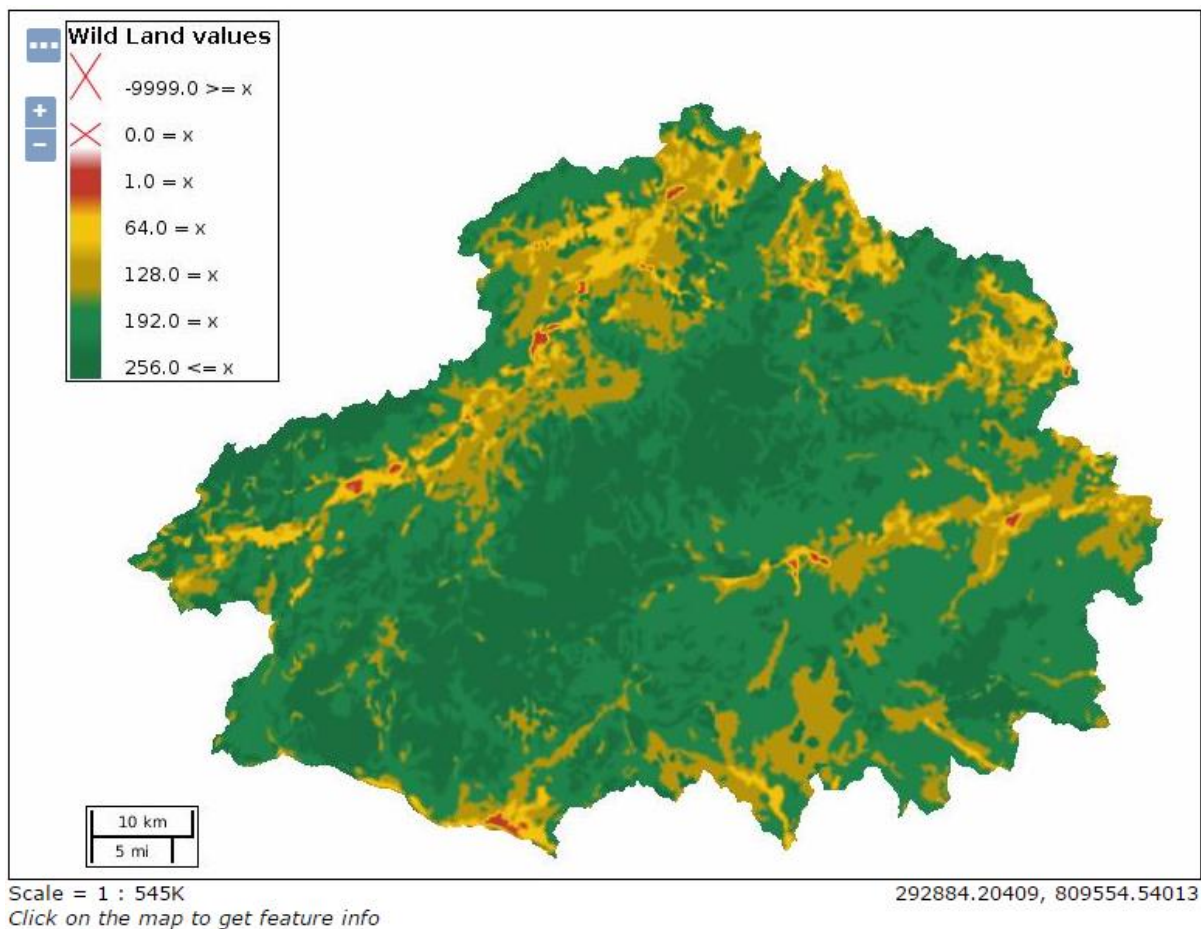 Wild Land values
-9999.0 >= x
0.0 = x
1.0 = x
64.0 = x
128.0 = x
192.0 = x
256.0 <= x
+
−
10 km
5 mi
Scale = 1 : 545K
292884.20409, 809554.54013
Click on the map to get feature info